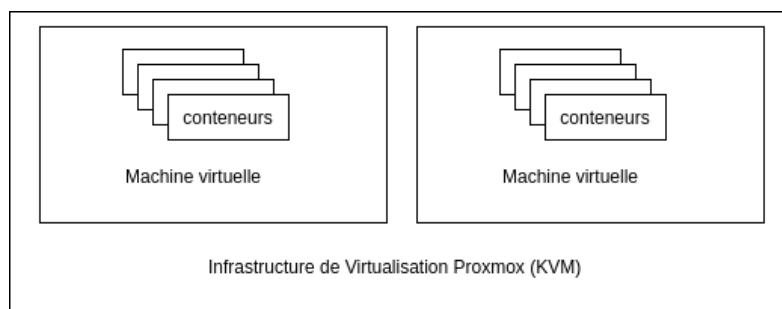 conteneurs
Machine virtuelle
conteneurs
Machine virtuelle
Infrastructure de Virtualisation Proxmox (KVM)